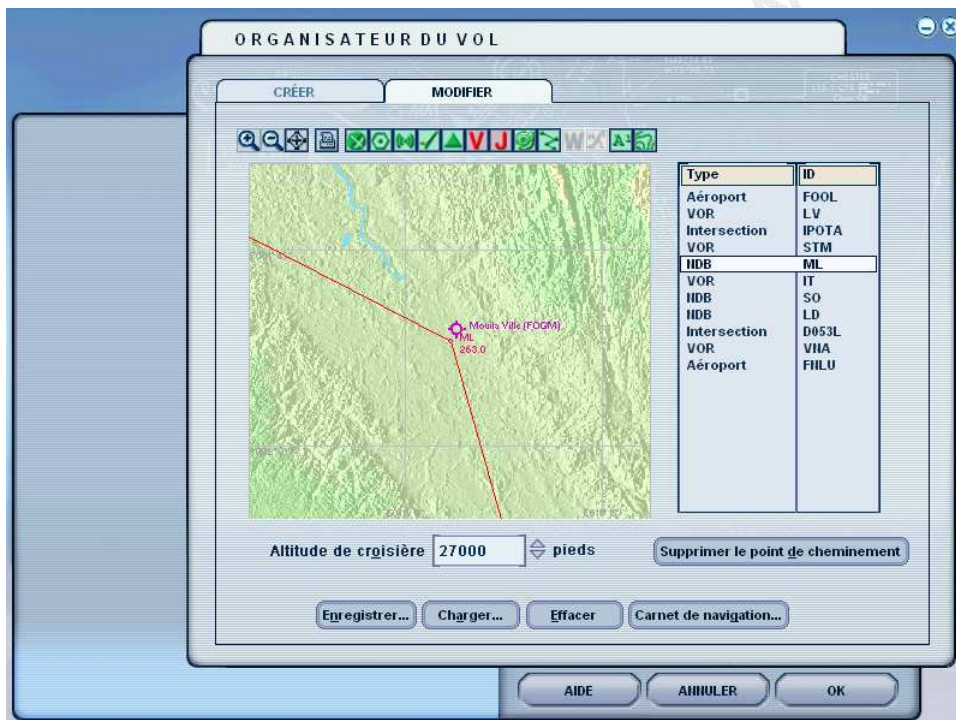 ORGANISATEUR DU VOL
CRÉER
MODIFIER
V J W A
Type ID
Aéroport FOOL
VOR LV
Intersection IPOTA
VOR STM
NDB ML
VOR IT
NDB SO
NDB LD
Intersection D053L
VOR VNA
Aéroport FNLU
Mouila Ville (FOGM)
ML
263.0
Altitude de croisière 27000 pieds
Supprimer le point de cheminement
Enregistrer... Charger... Effacer Carnet de navigation...
AIDE ANNULER OK